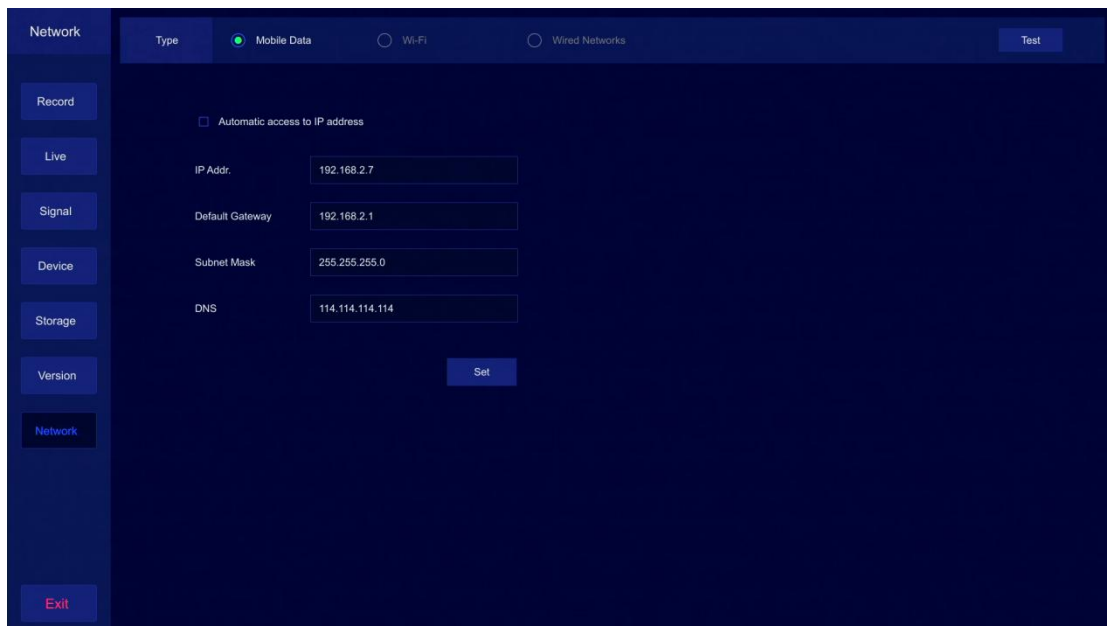 Network
Type
Mobile Data
Wi-Fi
Wired Networks
Test
Record
Live
Signal
Device
Storage
Version
Network
Exit
Automatic access to IP address
IP Addr.
192.168.2.7
Default Gateway
192.168.2.1
Subnet Mask
255.255.255.0
DNS
114.114.114.114
Set